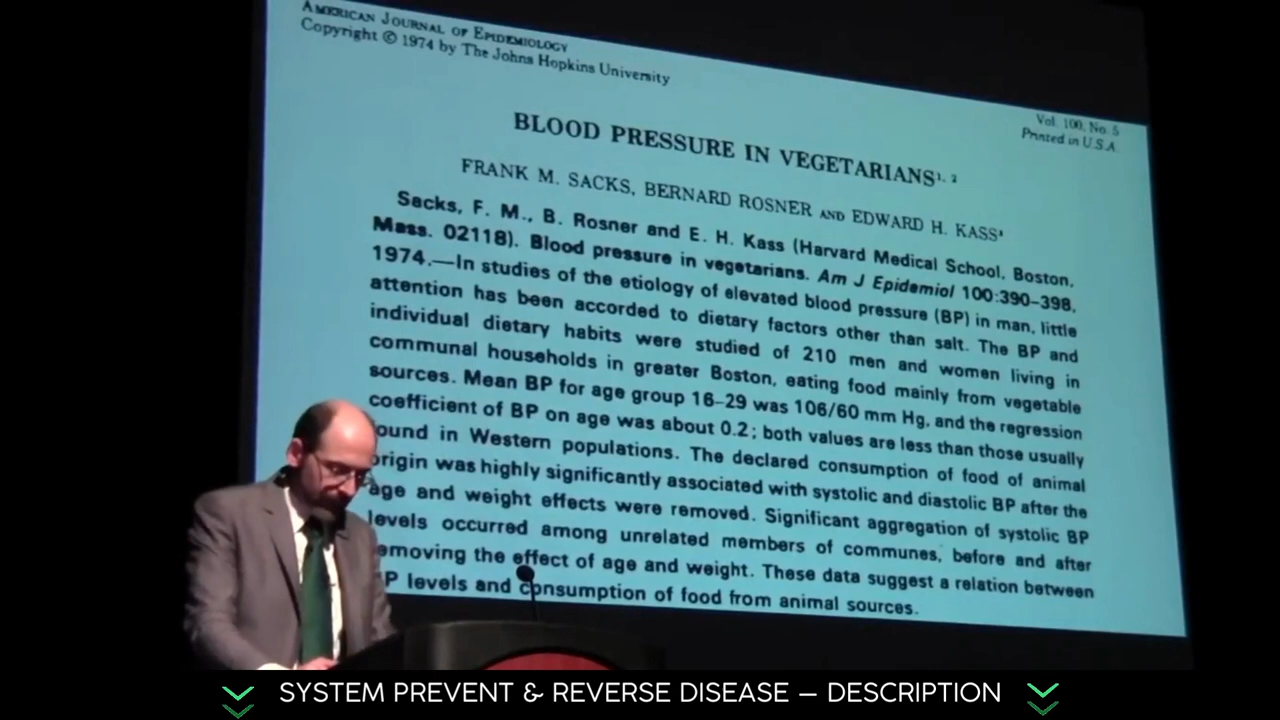 AMERICAN JOURNAL OF EPIDEMIOLOGY
Copyright © 1974 by The Johns Hopkins University
Vol. 100, No. 5
Printed in U.S.A.
BLOOD PRESSURE IN VEGETARIANS¹, ²
FRANK M. SACKS, BERNARD ROSNER AND EDWARD H. KASS³
Sacks, F. M., B. Rosner and E. H. Kass (Harvard Medical School, Boston,
Mass. 02118). Blood pressure in vegetarians. Am J Epidemiol 100:390–398,
1974.—In studies of the etiology of elevated blood pressure (BP) in man, little
attention has been accorded to dietary factors other than salt. The BP and
individual dietary habits were studied of 210 men and women living in
communal households in greater Boston, eating food mainly from vegetable
sources. Mean BP for age group 16–29 was 106/60 mm Hg, and the regression
coefficient of BP on age was about 0.2; both values are less than those usually
ound in Western populations. The declared consumption of food of animal
origin was highly significantly associated with systolic and diastolic BP after the
age and weight effects were removed. Significant aggregation of systolic BP
levels occurred among unrelated members of communes, before and after
emoving the effect of age and weight. These data suggest a relation between
P levels and consumption of food from animal sources.
SYSTEM PREVENT & REVERSE DISEASE – DESCRIPTION